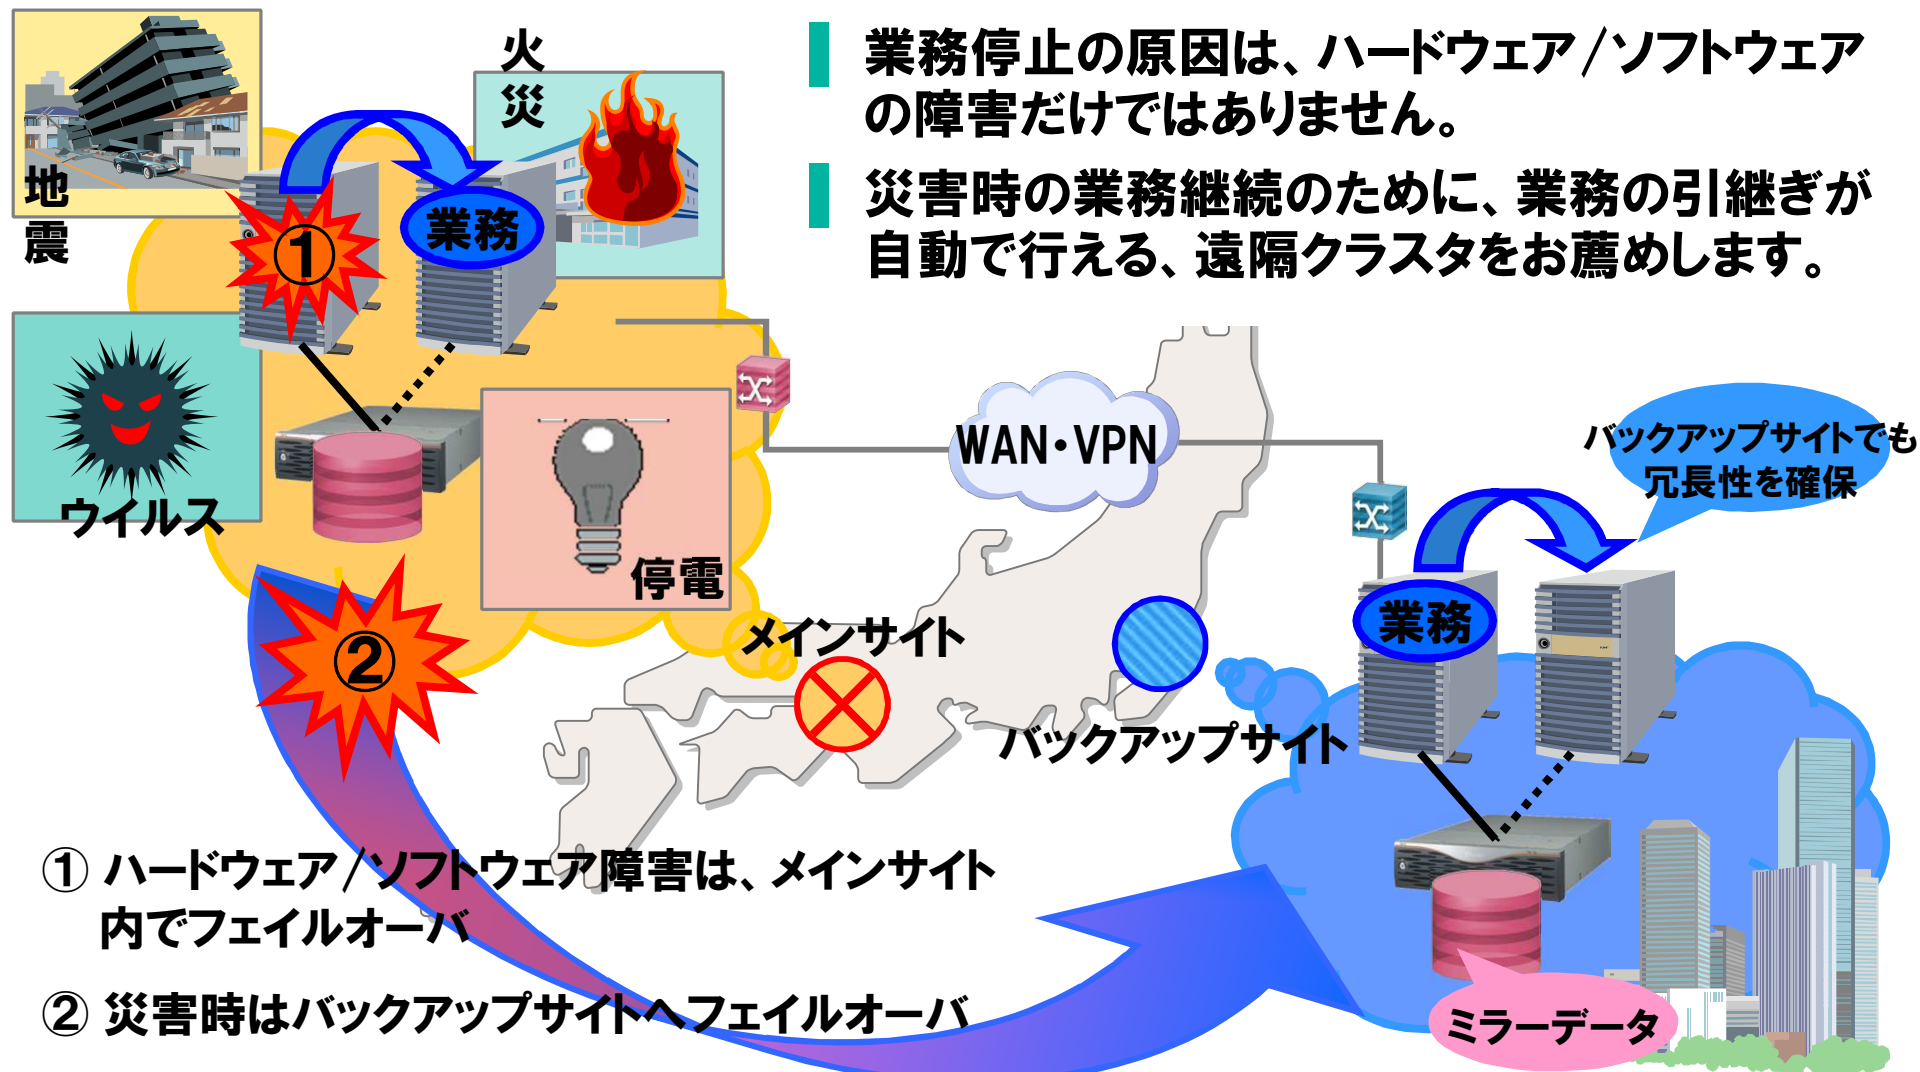 業務停止の原因は、ハードウェア/ソフトウェア
の障害だけではありません。
災害時の業務継続のために、業務の引継ぎが
自動で行える、遠隔クラスタをお薦めします。
地
震
火
災
①
業務
ウイルス
停電
②
WAN・VPN
メインサイト
バックアップサイト
バックアップサイトでも
冗長性を確保
業務
ミラーデータ
① ハードウェア/ソフトウェア障害は、メインサイト
内でフェイルオーバ
② 災害時はバックアップサイトへフェイルオーバ